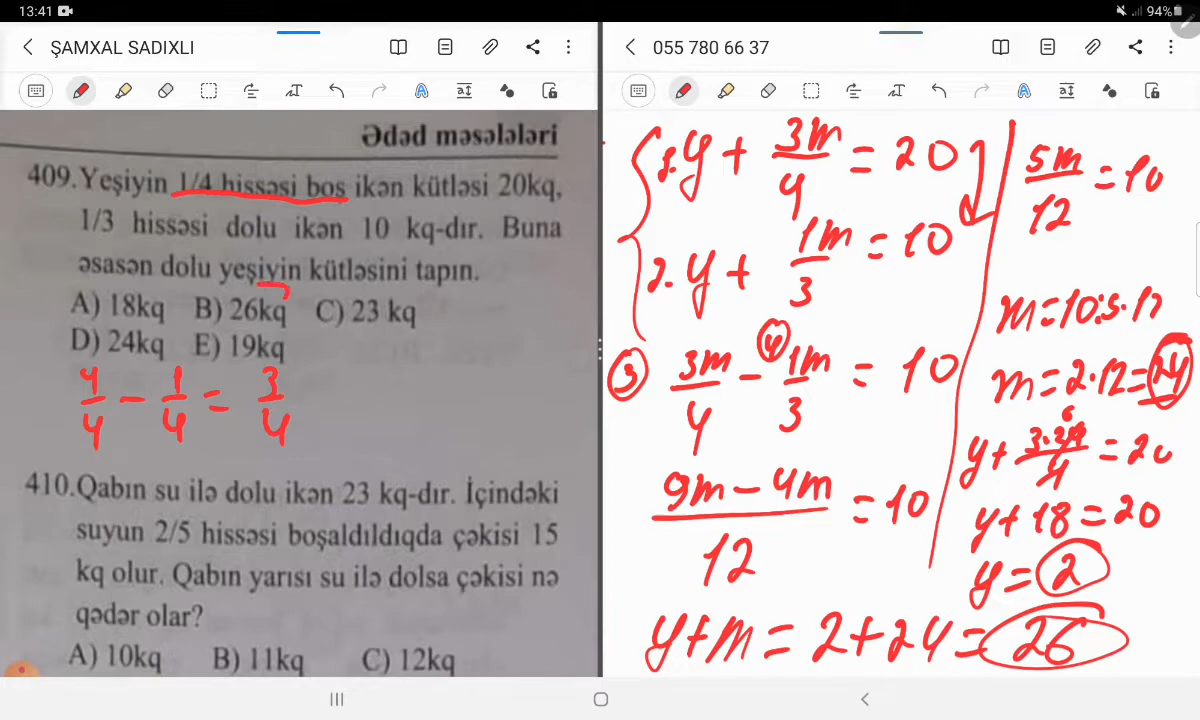 13:41
94%
ŞAMXAL SADIXLI
055 780 66 37
Ədəd məsələləri
409. Yeşiyin 1/4 hissəsi boş ikən kütləsi 20kq,
1/3 hissəsi dolu ikən 10 kq-dır. Buna
əsasən dolu yeşiyin kütləsini tapın.
A) 18kq B) 26kq C) 23 kq
D) 24kq E) 19kq
4/4 − 1/4 = 3/4
410. Qabın su ilə dolu ikən 23 kq-dır. İçindəki
suyun 2/5 hissəsi boşaldıldıqda çəkisi 15
kq olur. Qabın yarısı su ilə dolsa çəkisi nə
qədər olar?
A) 10kq B) 11kq C) 12kq
y + 3m/4 = 20
2. y + 1m/3 = 10
③ 3m/4 − ④ 1m/3 = 10
9m − 4m/12 = 10
5m/12 = 10
m = 10:5·12
m = 2·12 = 24
= 20
y + 18 = 20
y = 2
y + m = 2 + 24 = 26